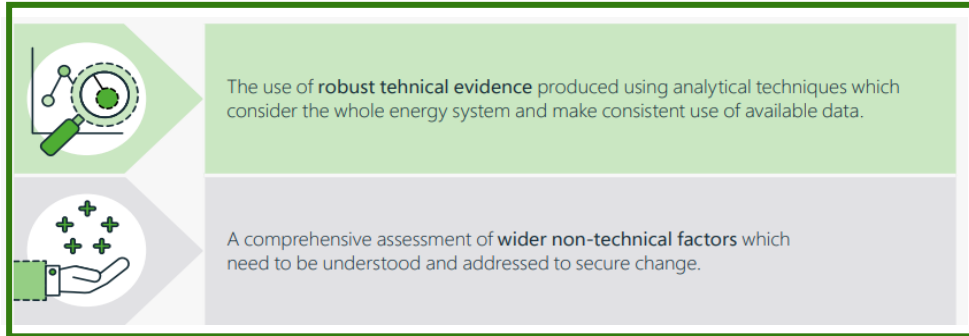 The use of robust tehnical evidence produced using analytical techniques which
consider the whole energy system and make consistent use of available data.
A comprehensive assessment of wider non-technical factors which
need to be understood and addressed to secure change.